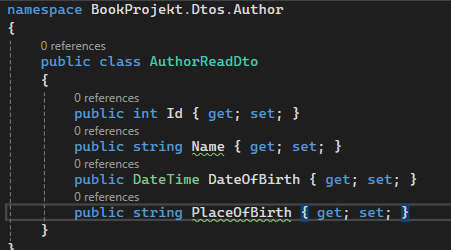 namespace BookProjekt.Dtos.Author
{
0 references
public class AuthorReadDto
{
0 references
public int Id { get; set; }
0 references
public string Name { get; set; }
0 references
public DateTime DateOfBirth { get; set; }
0 references
public string PlaceOfBirth { get; set; }
}
}